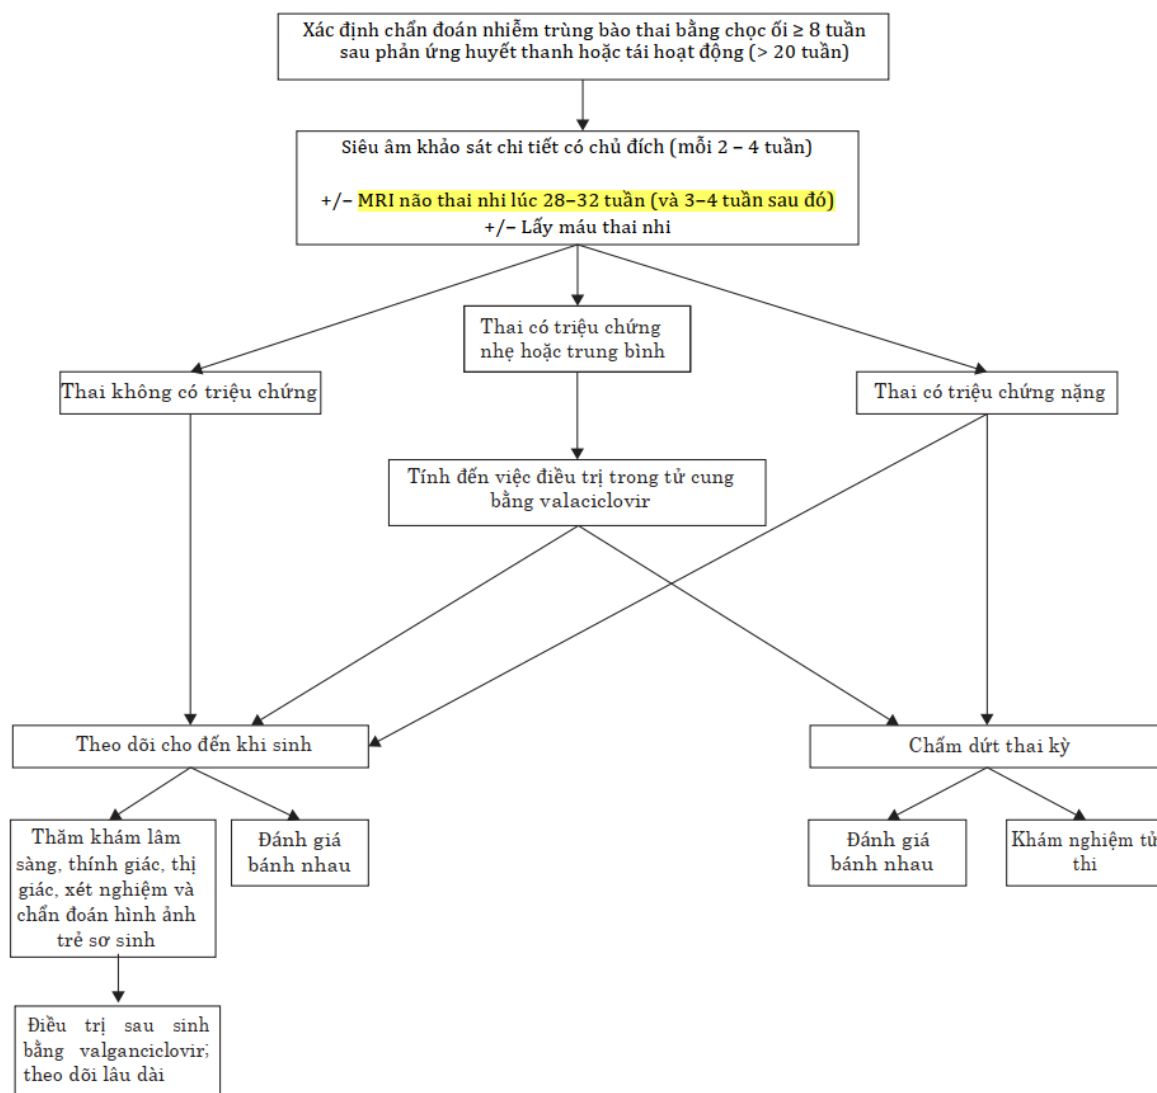 Xác định chẩn đoán nhiễm trùng bào thai bằng chọc ối ≥ 8 tuần
sau phản ứng huyết thanh hoặc tái hoạt động (> 20 tuần)
Siêu âm khảo sát chi tiết có chủ đích (mỗi 2 – 4 tuần)
+/– MRI não thai nhi lúc 28–32 tuần (và 3–4 tuần sau đó)
+/– Lấy máu thai nhi
Thai có triệu chứng
nhẹ hoặc trung bình
Thai không có triệu chứng
Thai có triệu chứng nặng
Tính đến việc điều trị trong tử cung
bằng valaciclovir
Theo dõi cho đến khi sinh
Chấm dứt thai kỳ
Thăm khám lâm
sàng, thính giác, thị
giác, xét nghiệm và
chẩn đoán hình ảnh
trẻ sơ sinh
Đánh giá
bánh nhau
Đánh giá
bánh nhau
Khám nghiệm tử
thi
Điều trị sau sinh
bằng valganciclovir;
theo dõi lâu dài